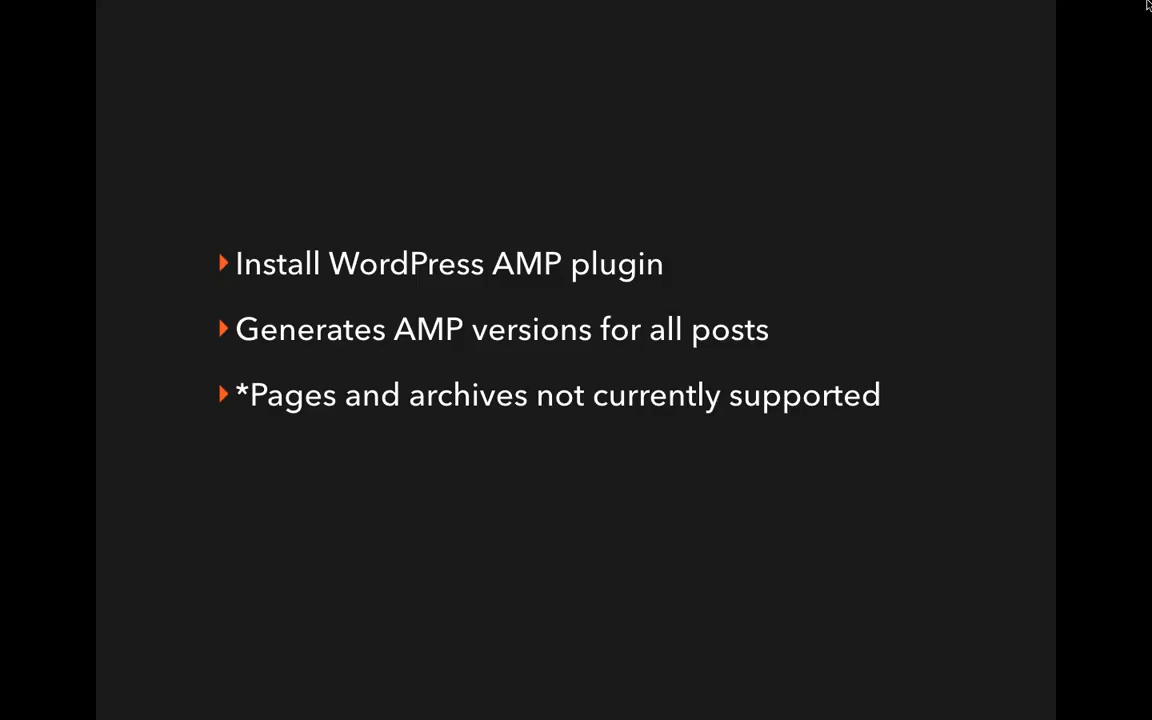 Install WordPress AMP plugin
Generates AMP versions for all posts
*Pages and archives not currently supported